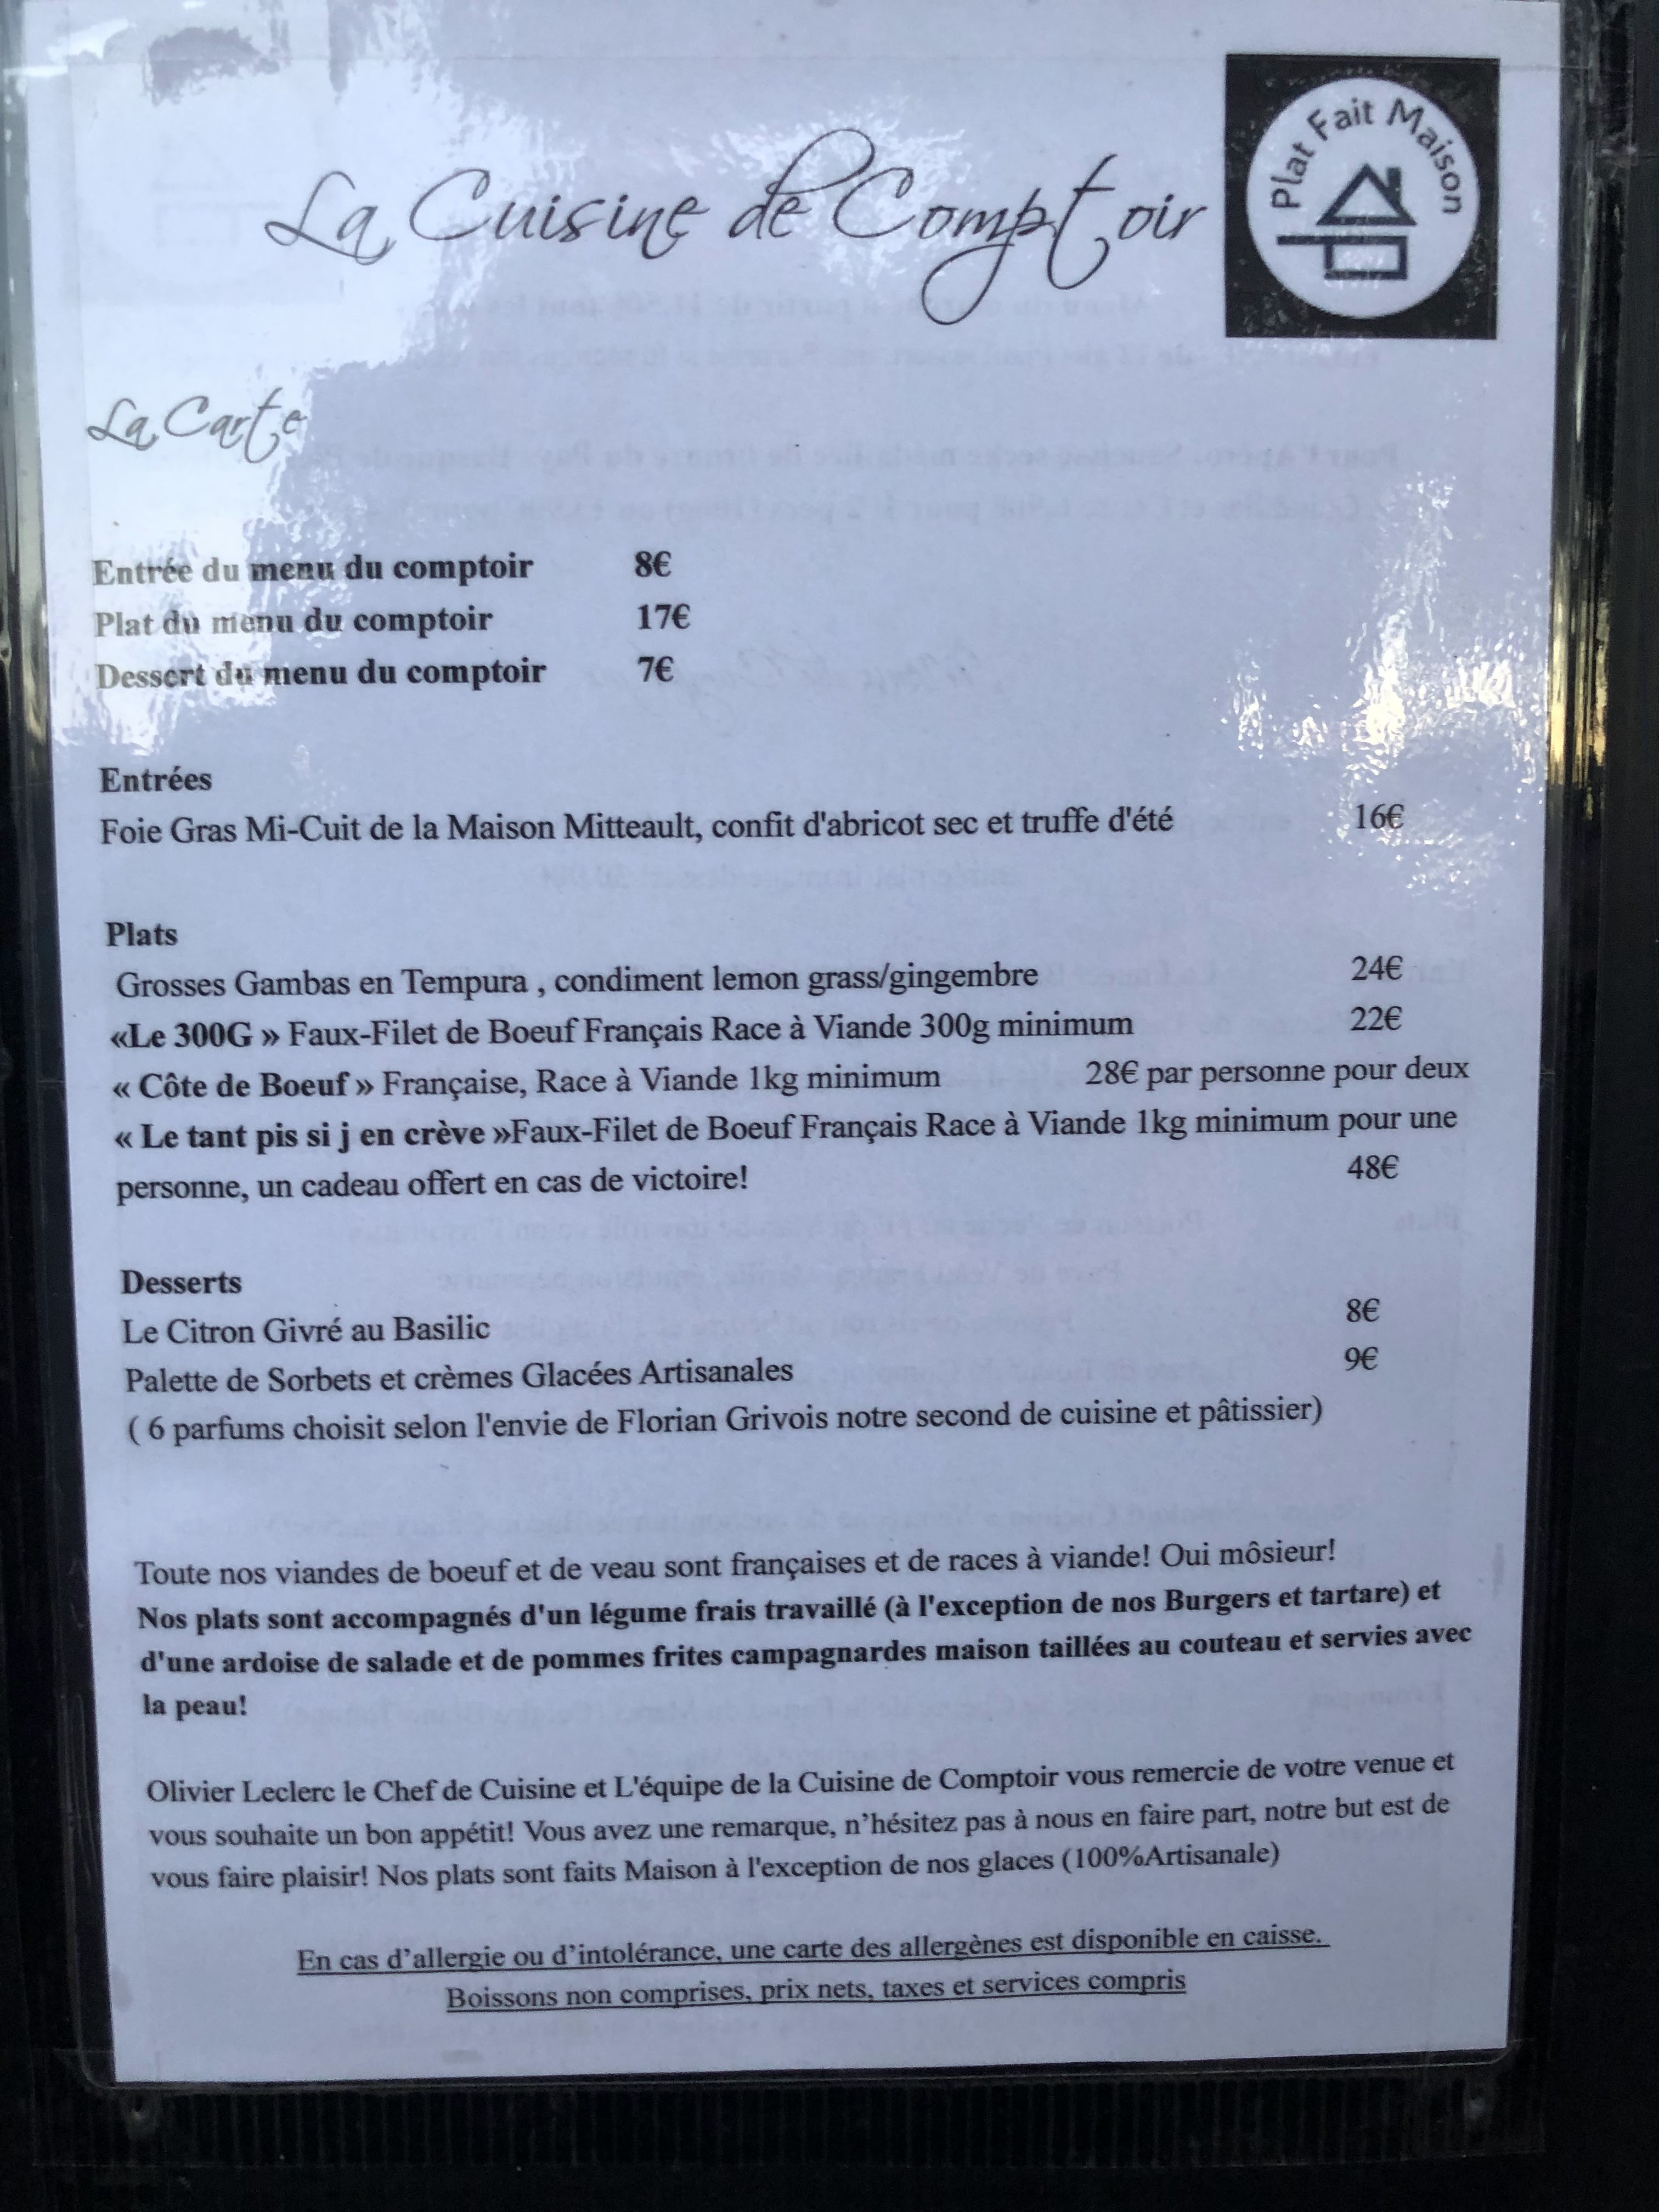 La Cuisine de Comptoir
Plat Fait Maison
La Carte
Entrée du menu du comptoir 8€
Plat du menu du comptoir 17€
Dessert du menu du comptoir 7€
Entrées
Foie Gras Mi-Cuit de la Maison Mitteault, confit d'abricot sec et truffe d'été 16€
Plats
Grosses Gambas en Tempura , condiment lemon grass/gingembre 24€
«Le 300G » Faux-Filet de Boeuf Français Race à Viande 300g minimum 22€
« Côte de Boeuf » Française, Race à Viande 1kg minimum 28€ par personne pour deux
« Le tant pis si j en crève »Faux-Filet de Boeuf Français Race à Viande 1kg minimum pour une
personne, un cadeau offert en cas de victoire! 48€
Desserts
Le Citron Givré au Basilic 8€
Palette de Sorbets et crèmes Glacées Artisanales 9€
( 6 parfums choisit selon l'envie de Florian Grivois notre second de cuisine et pâtissier)
Toute nos viandes de boeuf et de veau sont françaises et de races à viande! Oui môsieur!
Nos plats sont accompagnés d'un légume frais travaillé (à l'exception de nos Burgers et tartare) et
d'une ardoise de salade et de pommes frites campagnardes maison taillées au couteau et servies avec
la peau!
Olivier Leclerc le Chef de Cuisine et L'équipe de la Cuisine de Comptoir vous remercie de votre venue et
vous souhaite un bon appétit! Vous avez une remarque, n’hésitez pas à nous en faire part, notre but est de
vous faire plaisir! Nos plats sont faits Maison à l'exception de nos glaces (100%Artisanale)
En cas d’allergie ou d’intolérance, une carte des allergènes est disponible en caisse.
Boissons non comprises, prix nets, taxes et services compris